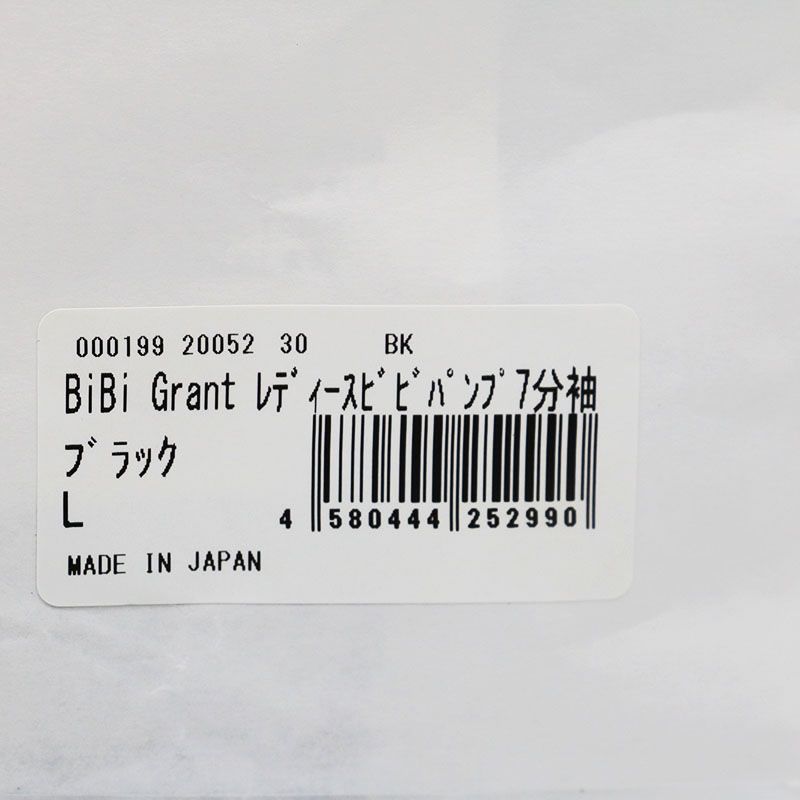 000199 20052 30 BK
BiBi Grant ﾚﾃﾞｨｰｽﾋﾞﾋﾞﾊﾟﾝﾌﾟ7分袖
ブラック
L
4 580444 252990
MADE IN JAPAN